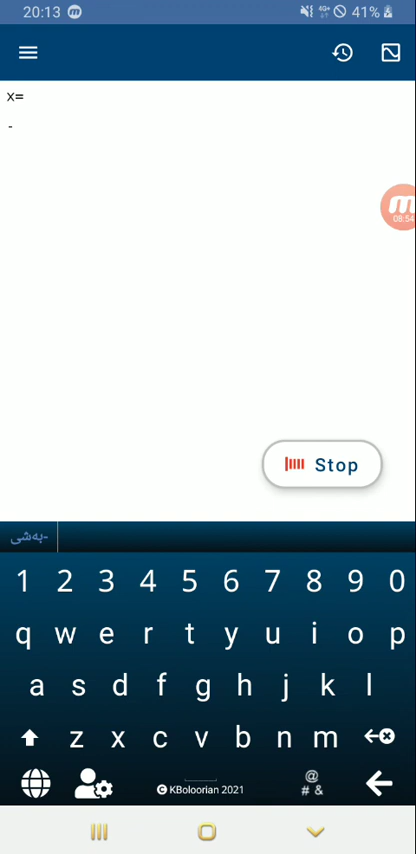 20:13 4G+ 41%
x=
-
08:54
Stop
بەشی-
1 2 3 4 5 6 7 8 9 0
q w e r t y u i o p
a s d f g h j k l
z x c v b n m
@
# &
© KBoloorian 2021